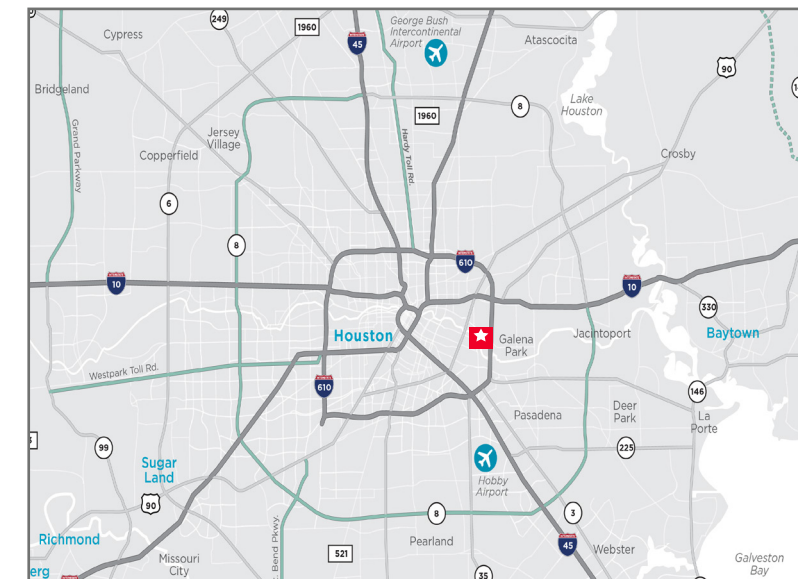 249
1960
45
George Bush
Intercontinental
Airport
Cypress
Atascocita
90
Bridgeland
Lake
Houston
8
1960
Grand Parkway
Jersey
Village
Hardy Toll Rd.
Copperfield
Crosby
6
8
610
10
10
330
Houston
Galena
Park
Jacintoport
Baytown
Westpark Toll Rd.
610
146
Pasadena
Deer
Park
La
Porte
99
225
Sugar
Land
Hobby
Airport
90
8
3
Richmond
Bend Pkwy.
521
Pearland
45
Webster
Missouri
City
Galveston
Bay
erg
35